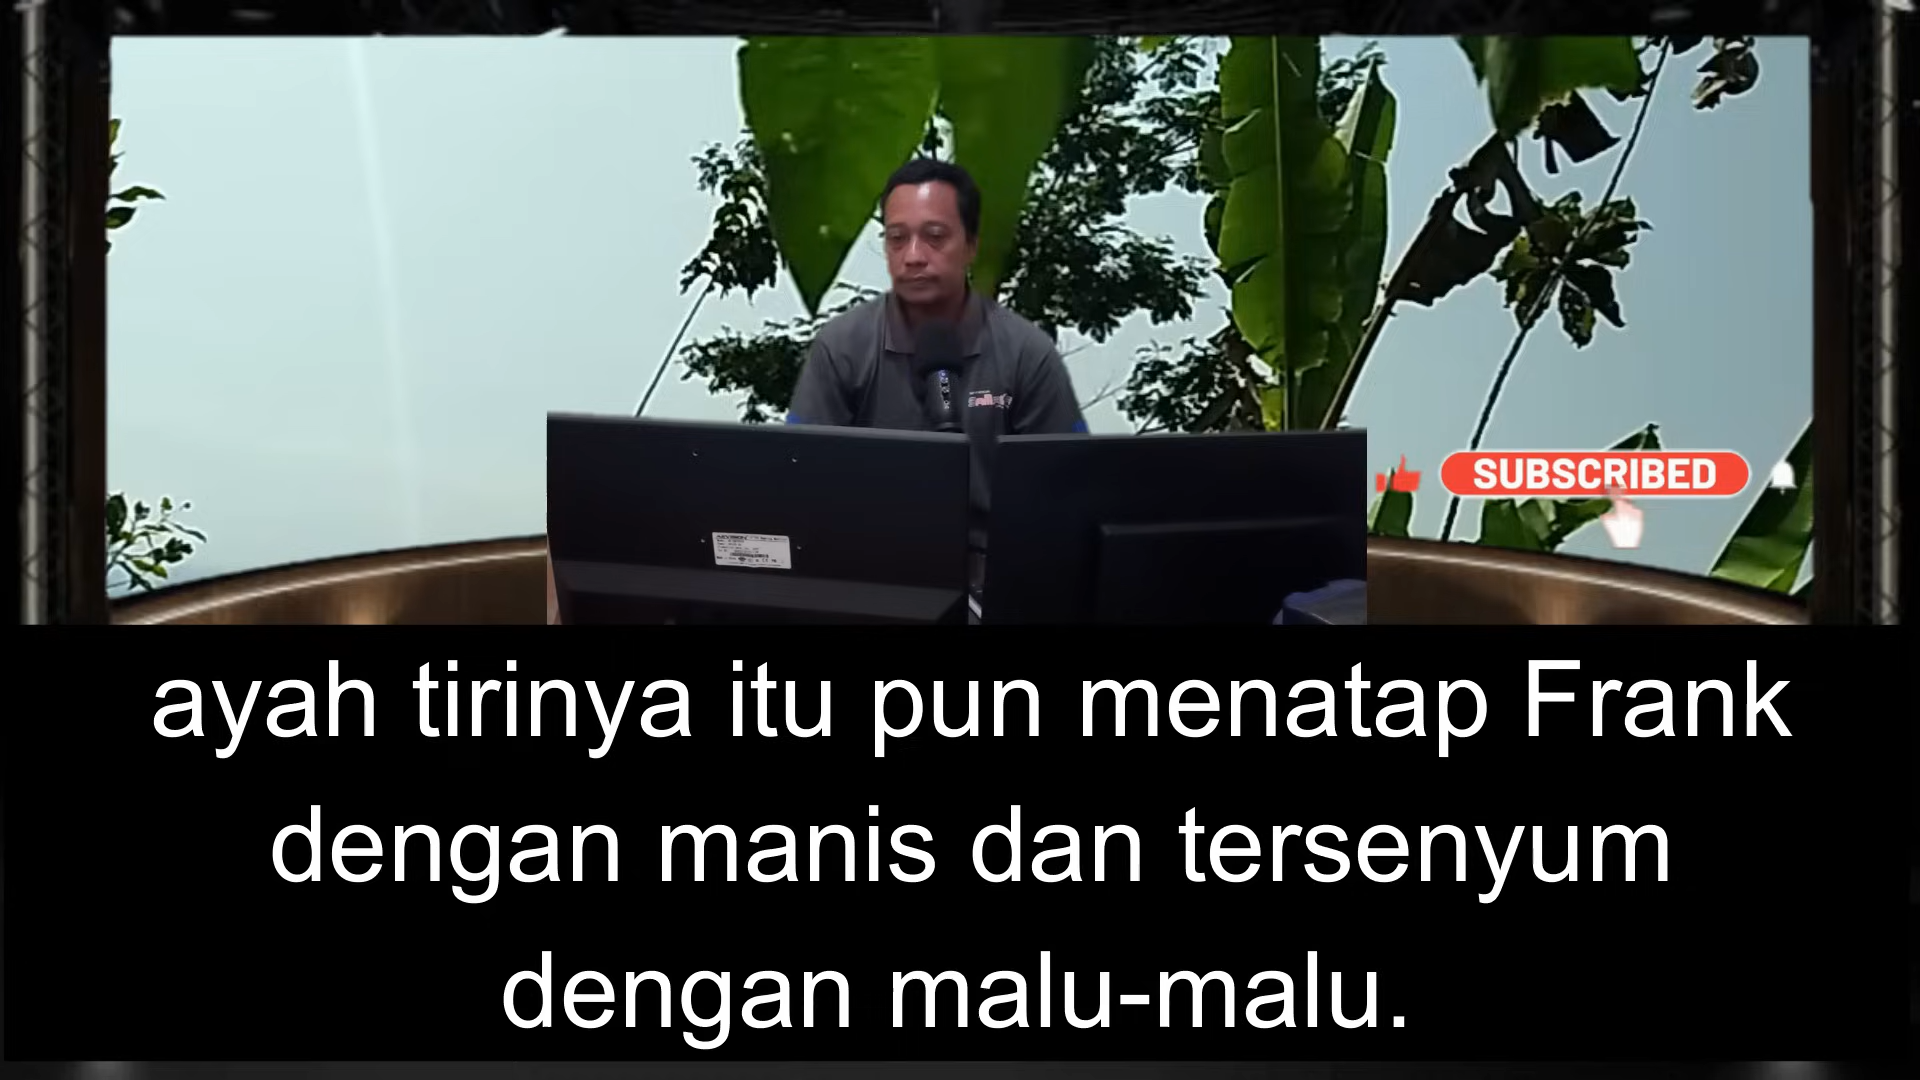 SUBSCRIBED
ayah tirinya itu pun menatap Frank
dengan manis dan tersenyum
dengan malu-malu.